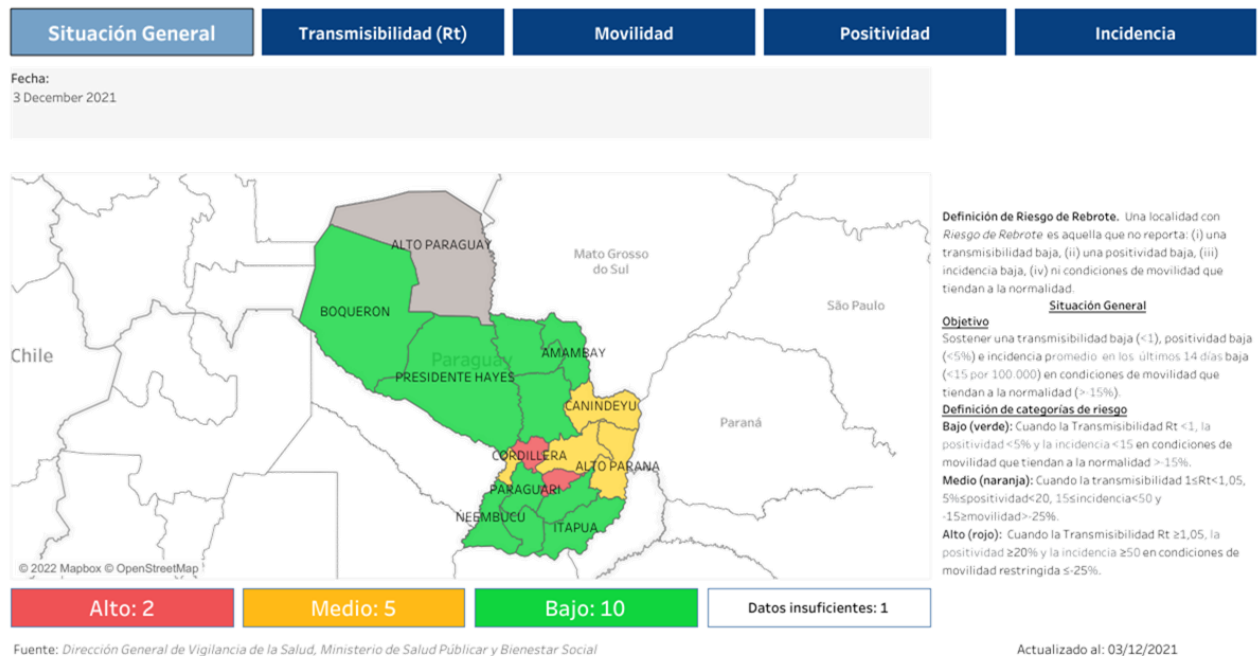 Situación General
Transmisibilidad (Rt)
Movilidad
Positividad
Incidencia
Fecha:
3 December 2021
ALTO PARAGUAY
Mato Grosso
do Sul
BOQUERON
São Paulo
Chile
Paraguay
AMAMBAY
PRESIDENTE HAYES
CANINDEYU
Paraná
CORDILLERA
ALTO PARANA
PARAGUARI
ÑEEMBUCU
ITAPUA
© 2022 Mapbox © OpenStreetMap
Definición de Riesgo de Rebrote. Una localidad con
Riesgo de Rebrote es aquella que no reporta: (i) una
transmisibilidad baja, (ii) una positividad baja, (iii)
incidencia baja, (iv) ni condiciones de movilidad que
tiendan a la normalidad.
Situación General
Objetivo
Sostener una transmisibilidad baja (<1), positividad baja
(<5%) e incidencia promedio en los últimos 14 días baja
(<15 por 100.000) en condiciones de movilidad que
tiendan a la normalidad (>-15%).
Definición de categorías de riesgo
Bajo (verde): Cuando la Transmisibilidad Rt <1, la
positividad <5% y la incidencia <15 en condiciones de
movilidad que tiendan a la normalidad >-15%.
Medio (naranja): Cuando la transmisibilidad 1≤Rt<1,05,
5%≤positividad<20, 15≤incidencia<50 y
-15≥movilidad>-25%.
Alto (rojo): Cuando la Transmisibilidad Rt ≥1,05, la
positividad ≥20% y la incidencia ≥50 en condiciones de
movilidad restringida ≤-25%.
Alto: 2
Medio: 5
Bajo: 10
Datos insuficientes: 1
Fuente: Dirección General de Vigilancia de la Salud, Ministerio de Salud Públicar y Bienestar Social
Actualizado al: 03/12/2021